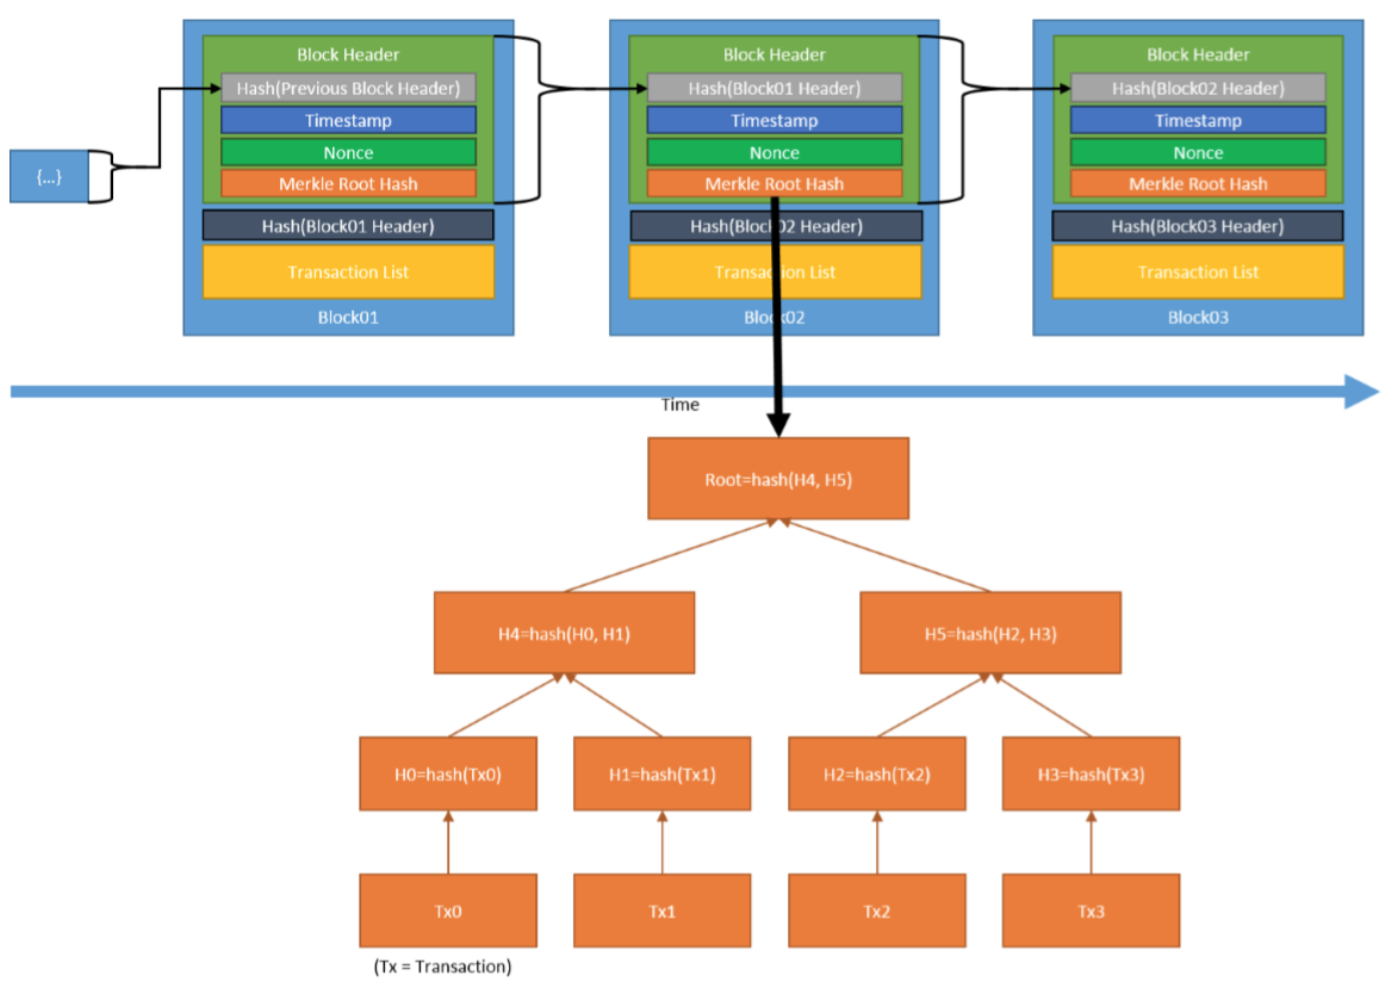 {...}
Block Header
Hash(Previous Block Header)
Timestamp
Nonce
Merkle Root Hash
Hash(Block01 Header)
Transaction List
Block01
Block Header
Hash(Block01 Header)
Timestamp
Nonce
Merkle Root Hash
Hash(Block02 Header)
Transaction List
Block02
Block Header
Hash(Block02 Header)
Timestamp
Nonce
Merkle Root Hash
Hash(Block03 Header)
Transaction List
Block03
Time
Root=hash(H4, H5)
H4=hash(H0, H1)
H5=hash(H2, H3)
H0=hash(Tx0)
H1=hash(Tx1)
H2=hash(Tx2)
H3=hash(Tx3)
Tx0
Tx1
Tx2
Tx3
(Tx = Transaction)